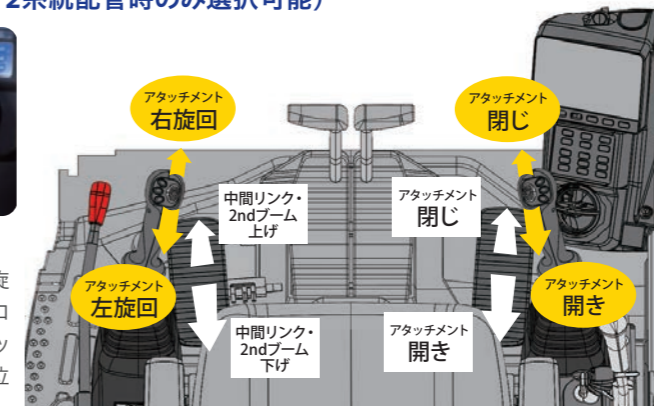 2系統配管時のみ選択可能）
アタッチメント
右旋回
アタッチメント
閉じ
中間リンク・
2ndブーム
上げ
アタッチメント
閉じ
アタッチメント
左旋回
アタッチメント
開き
中間リンク・
2ndブーム
下げ
アタッチメント
開き
旋
ロ
ッ
立